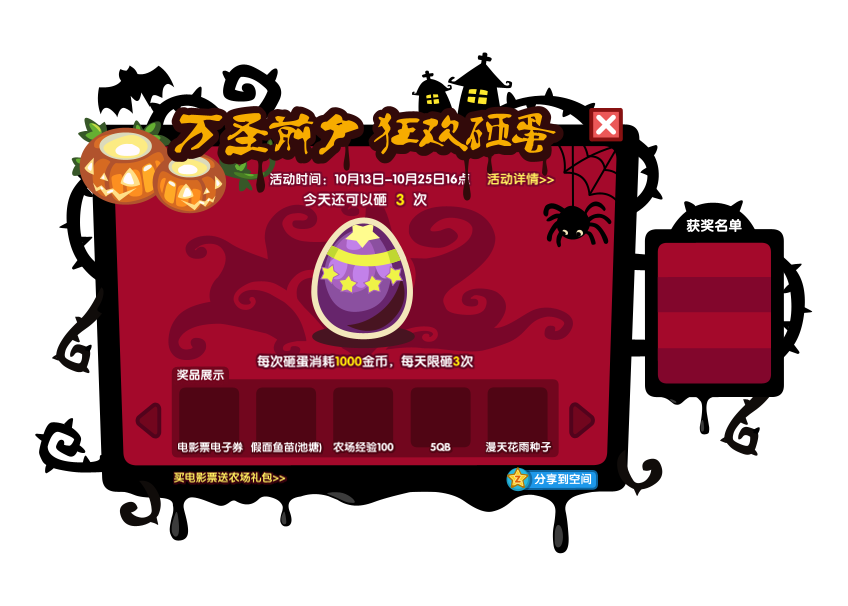 万圣前夕 狂欢砸蛋
活动时间：10月13日-10月25日16点 活动详情>>
今天还可以砸 3 次
获奖名单
每次砸蛋消耗1000金币，每天限砸3次
奖品展示
电影票电子券 假面鱼苗(池塘) 农场经验100 5QB 漫天花雨种子
买电影票送农场礼包>>
分享到空间